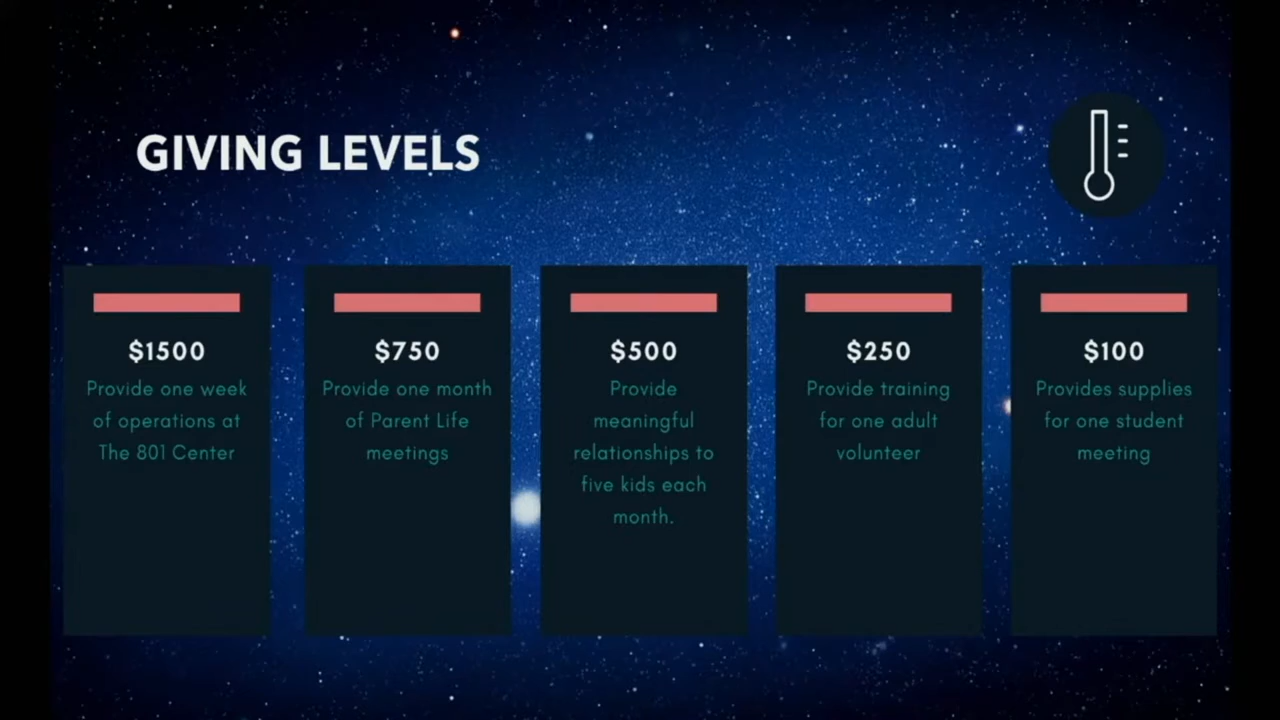 GIVING LEVELS
$1500
Provide one week
of operations at
The 801 Center
$750
Provide one month
of Parent Life
meetings
$500
Provide
meaningful
relationships to
five kids each
month.
$250
Provide training
for one adult
volunteer
$100
Provides supplies
for one student
meeting